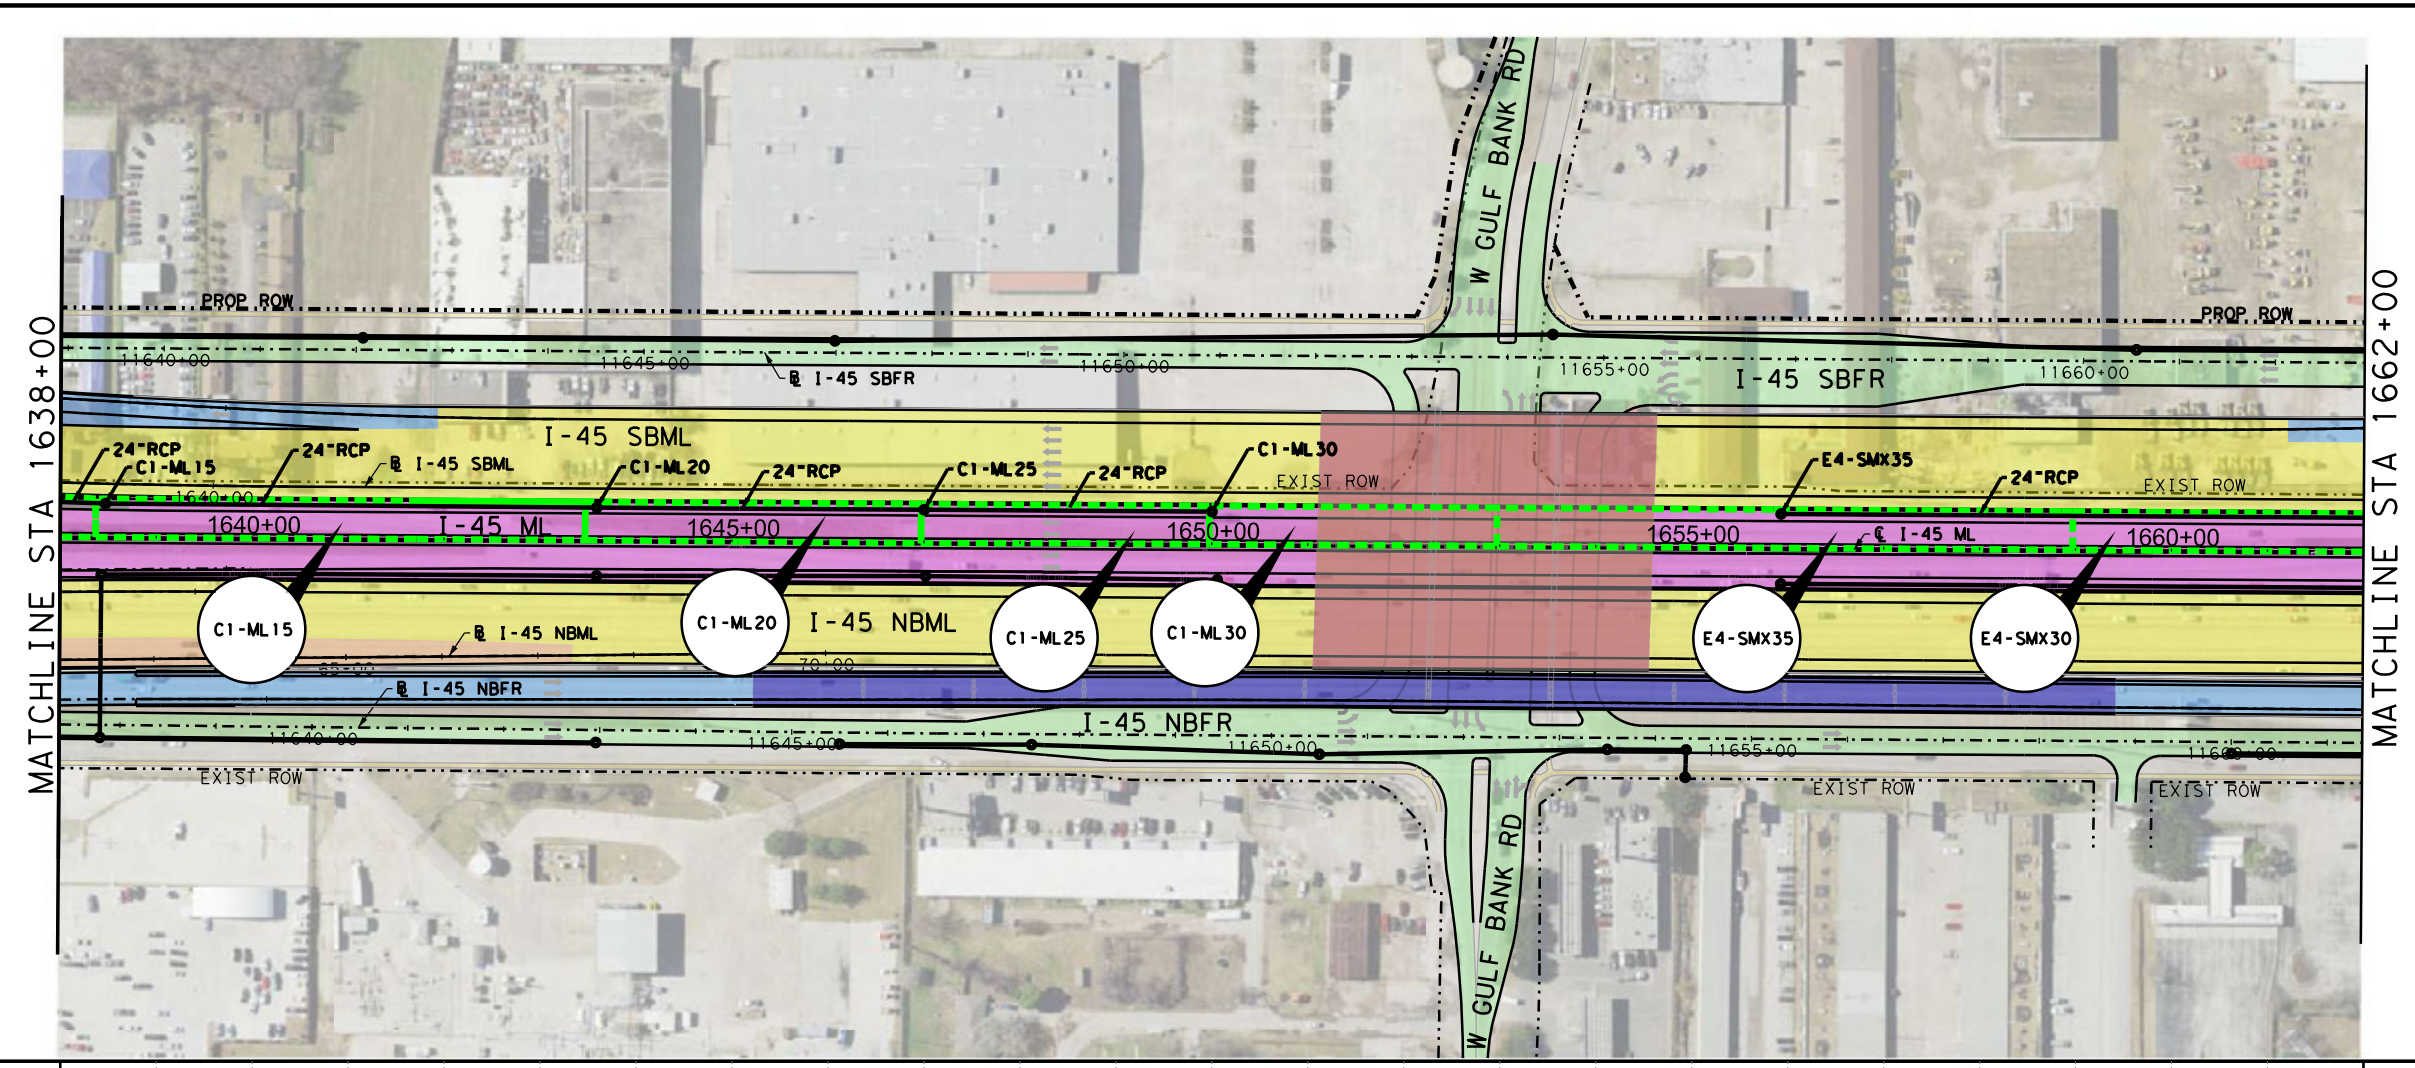 MATCHLINE STA 1638+00
MATCHLINE STA 1662+00
W GULF BANK RD
PROP ROW
PROP ROW
11640+00
11645+00
11650+00
11655+00
11660+00
℄ I-45 SBFR
I-45 SBFR
I-45 SBML
24"RCP
C1-ML15
24"RCP
℄ I-45 SBML
C1-ML20
24"RCP
C1-ML25
24"RCP
C1-ML30
EXIST ROW
E4-SMX35
24"RCP
EXIST ROW
1640+00
1640+00
I-45 ML
1645+00
1650+00
1655+00
℄ I-45 ML
1660+00
C1-ML15
C1-ML20
I-45 NBML
C1-ML25
C1-ML30
E4-SMX35
E4-SMX30
℄ I-45 NBML
65+00
70+00
℄ I-45 NBFR
I-45 NBFR
11640+00
11645+00
11650+00
11655+00
11660+00
EXIST ROW
EXIST ROW
EXIST ROW
W GULF BANK RD